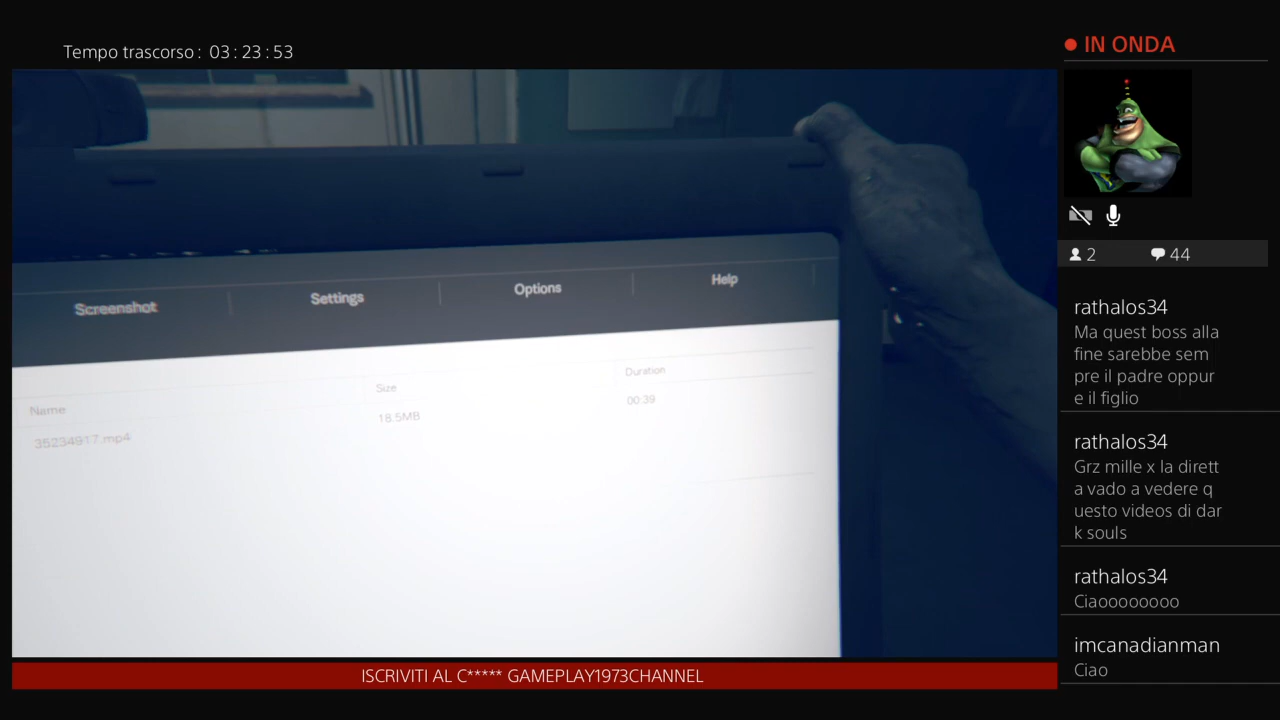 Tempo trascorso : 03 : 23 : 53
IN ONDA
2 44
Screenshot Settings Options Help
Name Size Duration
35234917.mp4 18.5MB 00:39
rathalos34
Ma quest boss alla
fine sarebbe sem
pre il padre oppur
e il figlio
rathalos34
Grz mille x la dirett
a vado a vedere q
uesto videos di dar
k souls
rathalos34
Ciaoooooooo
imcanadianman
Ciao
ISCRIVITI AL C***** GAMEPLAY1973CHANNEL